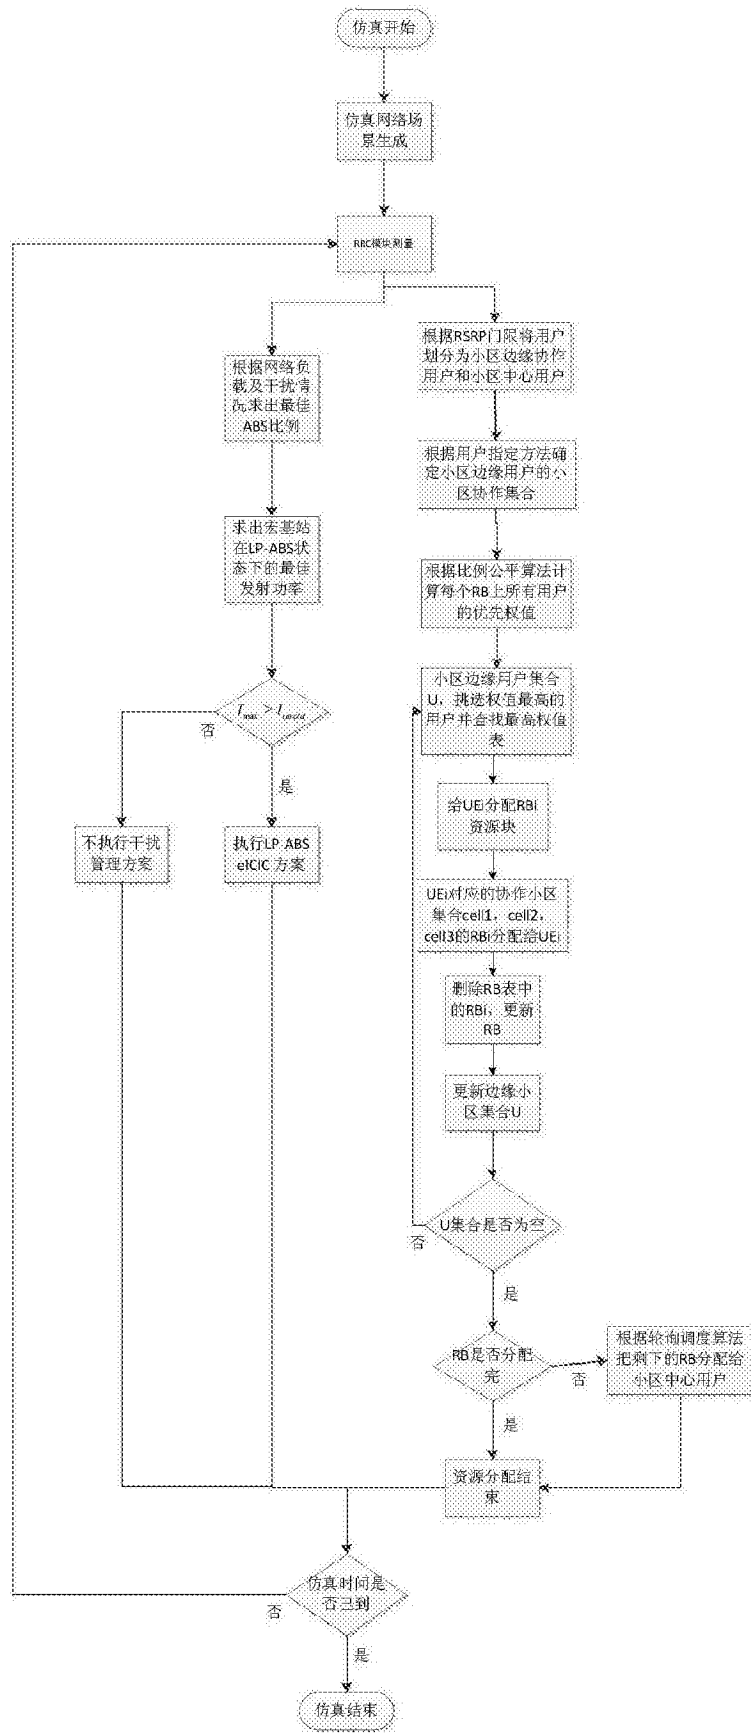 仿真开始
仿真网络场
景生成
RRC模块测量
根据网络负
载及干扰情
况求出最佳
ABS比例
求出宏基站
在LP-ABS状
态下的最佳
发射功率
否
是
不执行干扰
管理方案
执行LP ABS
eICIC 方案
根据RSRP门限将用户
划分为小区边缘协作
用户和小区中心用户
根据用户指定方法确
定小区边缘用户的小
区协作集合
根据比例公平算法计
算每个RB上所有用户
的优先权值
小区边缘用户集合
U，挑选权值最高的
用户并查找最高权值
表
给UEi分配RBi
资源块
UEi对应的协作小区
集合cell1，cell2，
cell3的RBi分配给UEi
删除RB表中
的RBi，更新
RB
更新边缘小
区集合U
U集合是否为空
否
是
RB是否分配
完
否
是
根据轮询调度算法
把剩下的RB分配给
小区中心用户
资源分配结
束
仿真时间是
否已到
否
是
仿真结束